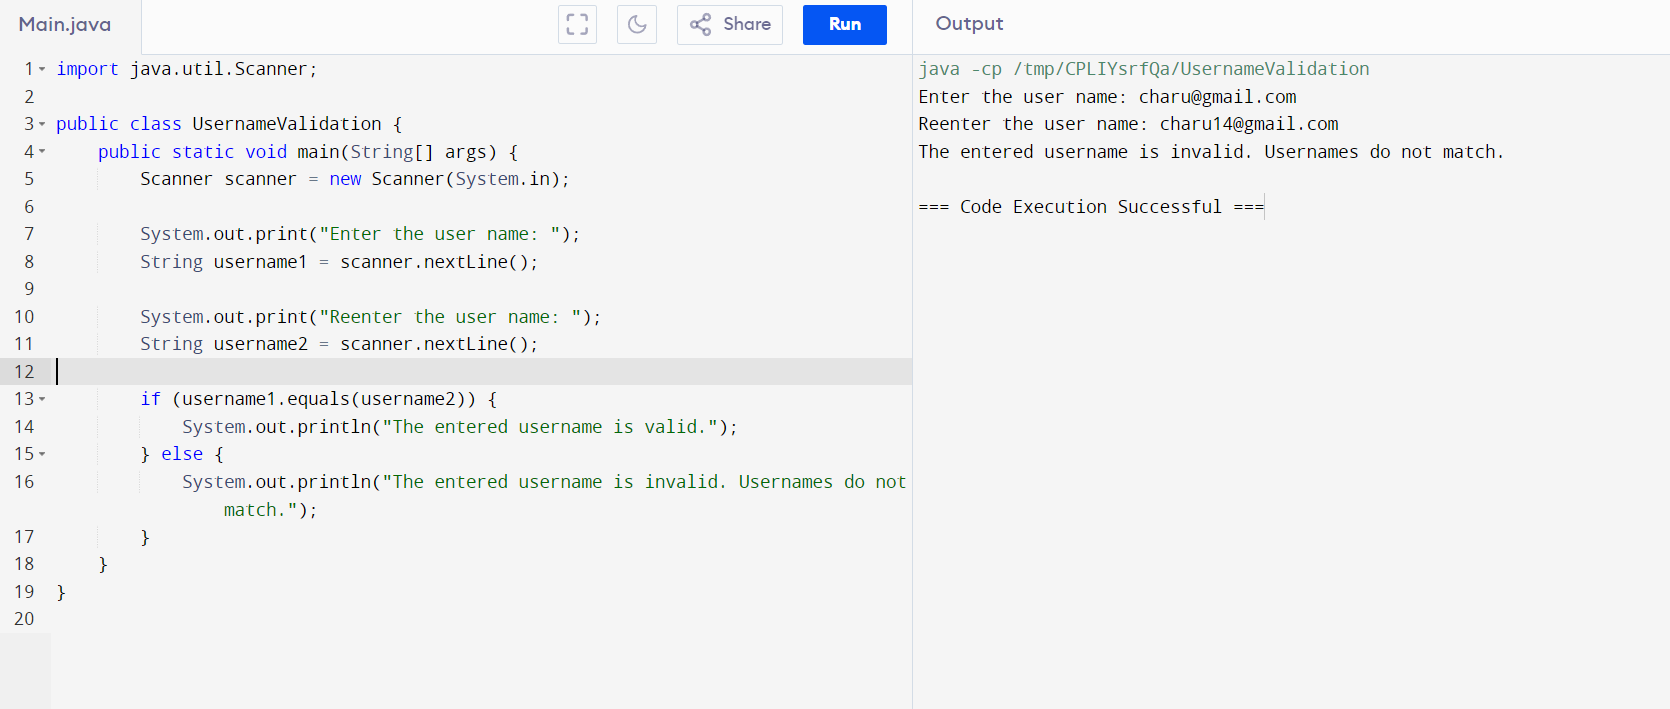 Main.java
Share
Run
Output
1 import java.util.Scanner;
2
3 public class UsernameValidation {
4 public static void main(String[] args) {
5 Scanner scanner = new Scanner(System.in);
6
7 System.out.print("Enter the user name: ");
8 String username1 = scanner.nextLine();
9
10 System.out.print("Reenter the user name: ");
11 String username2 = scanner.nextLine();
12
13 if (username1.equals(username2)) {
14 System.out.println("The entered username is valid.");
15 } else {
16 System.out.println("The entered username is invalid. Usernames do not
match.");
17 }
18 }
19 }
20
java -cp /tmp/CPLIYsrfQa/UsernameValidation
Enter the user name: charu@gmail.com
Reenter the user name: charu14@gmail.com
The entered username is invalid. Usernames do not match.
=== Code Execution Successful ===